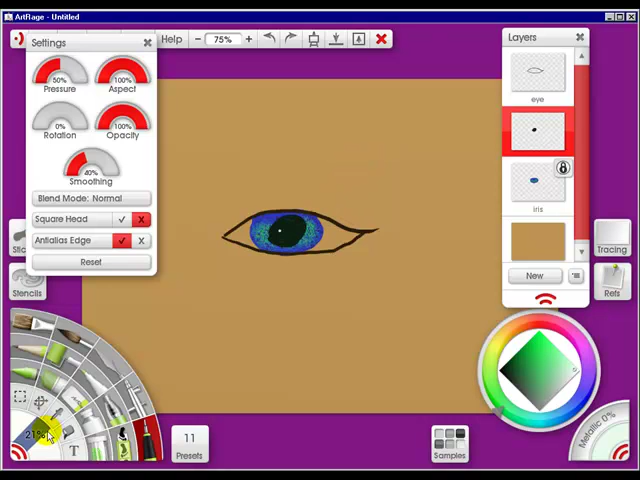 ArtRage - Untitled
Settings
Help
75%
Layers
50%
Pressure
100%
Aspect
0%
Rotation
100%
Opacity
40%
Smoothing
Blend Mode: Normal
Square Head
Antialias Edge
Reset
eye
iris
New
Tracing
Refs
Stencils
21%
T
11
Presets
Samples
Metallic 0%